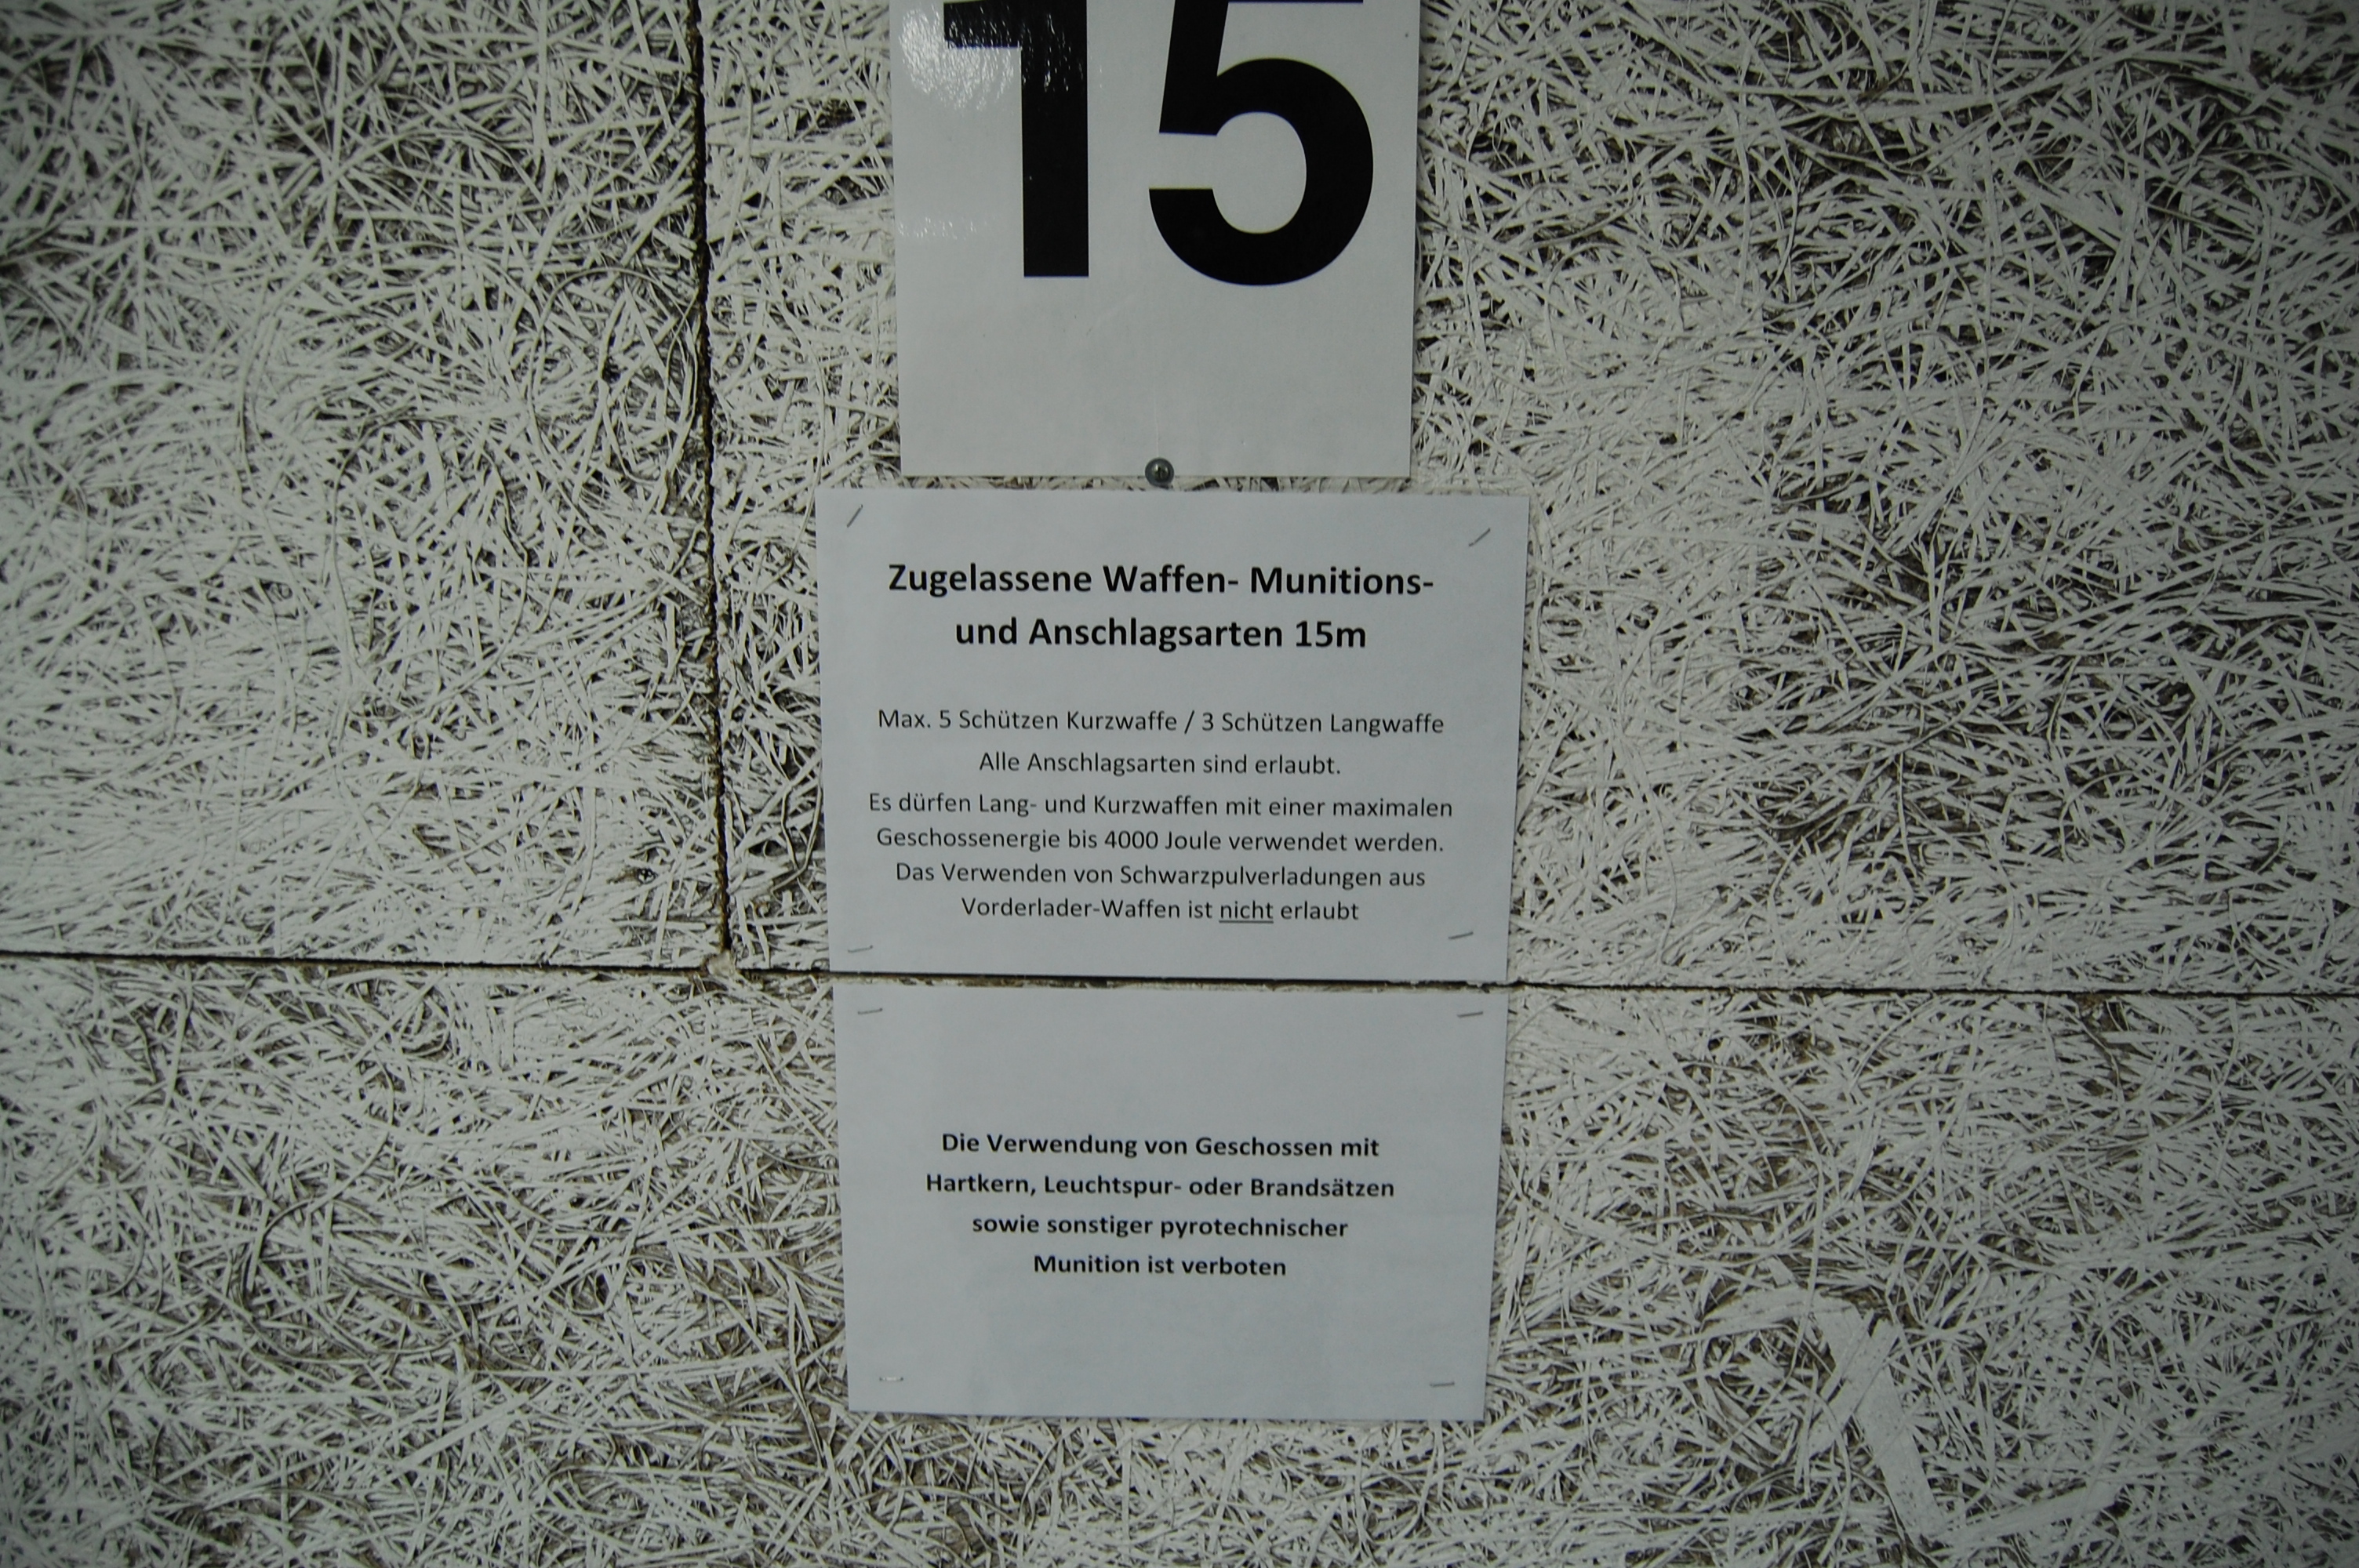 15
Zugelassene Waffen- Munitions-
und Anschlagsarten 15m
Max. 5 Schützen Kurzwaffe / 3 Schützen Langwaffe
Alle Anschlagsarten sind erlaubt.
Es dürfen Lang- und Kurzwaffen mit einer maximalen
Geschossenergie bis 4000 Joule verwendet werden.
Das Verwenden von Schwarzpulverladungen aus
Vorderlader-Waffen ist nicht erlaubt
Die Verwendung von Geschossen mit
Hartkern, Leuchtspur- oder Brandsätzen
sowie sonstiger pyrotechnischer
Munition ist verboten